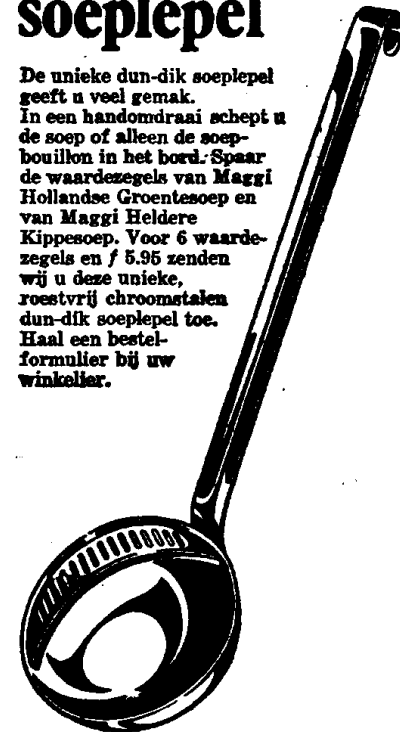 soeplepel
De unieke dun-dik soeplepel
geeft u veel gemak.
In een handomdraai schept u
de soep of alleen de soep-
bouillon in het bord. Spaar
de waardezegels van Maggi
Hollandse Groentesoep en
van Maggi Heldere
Kippesoep. Voor 6 waarde-
zegels en ƒ 5.95 zenden
wij u deze unieke,
roestvrij chroomstalen
dun-dik soeplepel toe.
Haal een bestel-
formulier bij uw
winkelier.